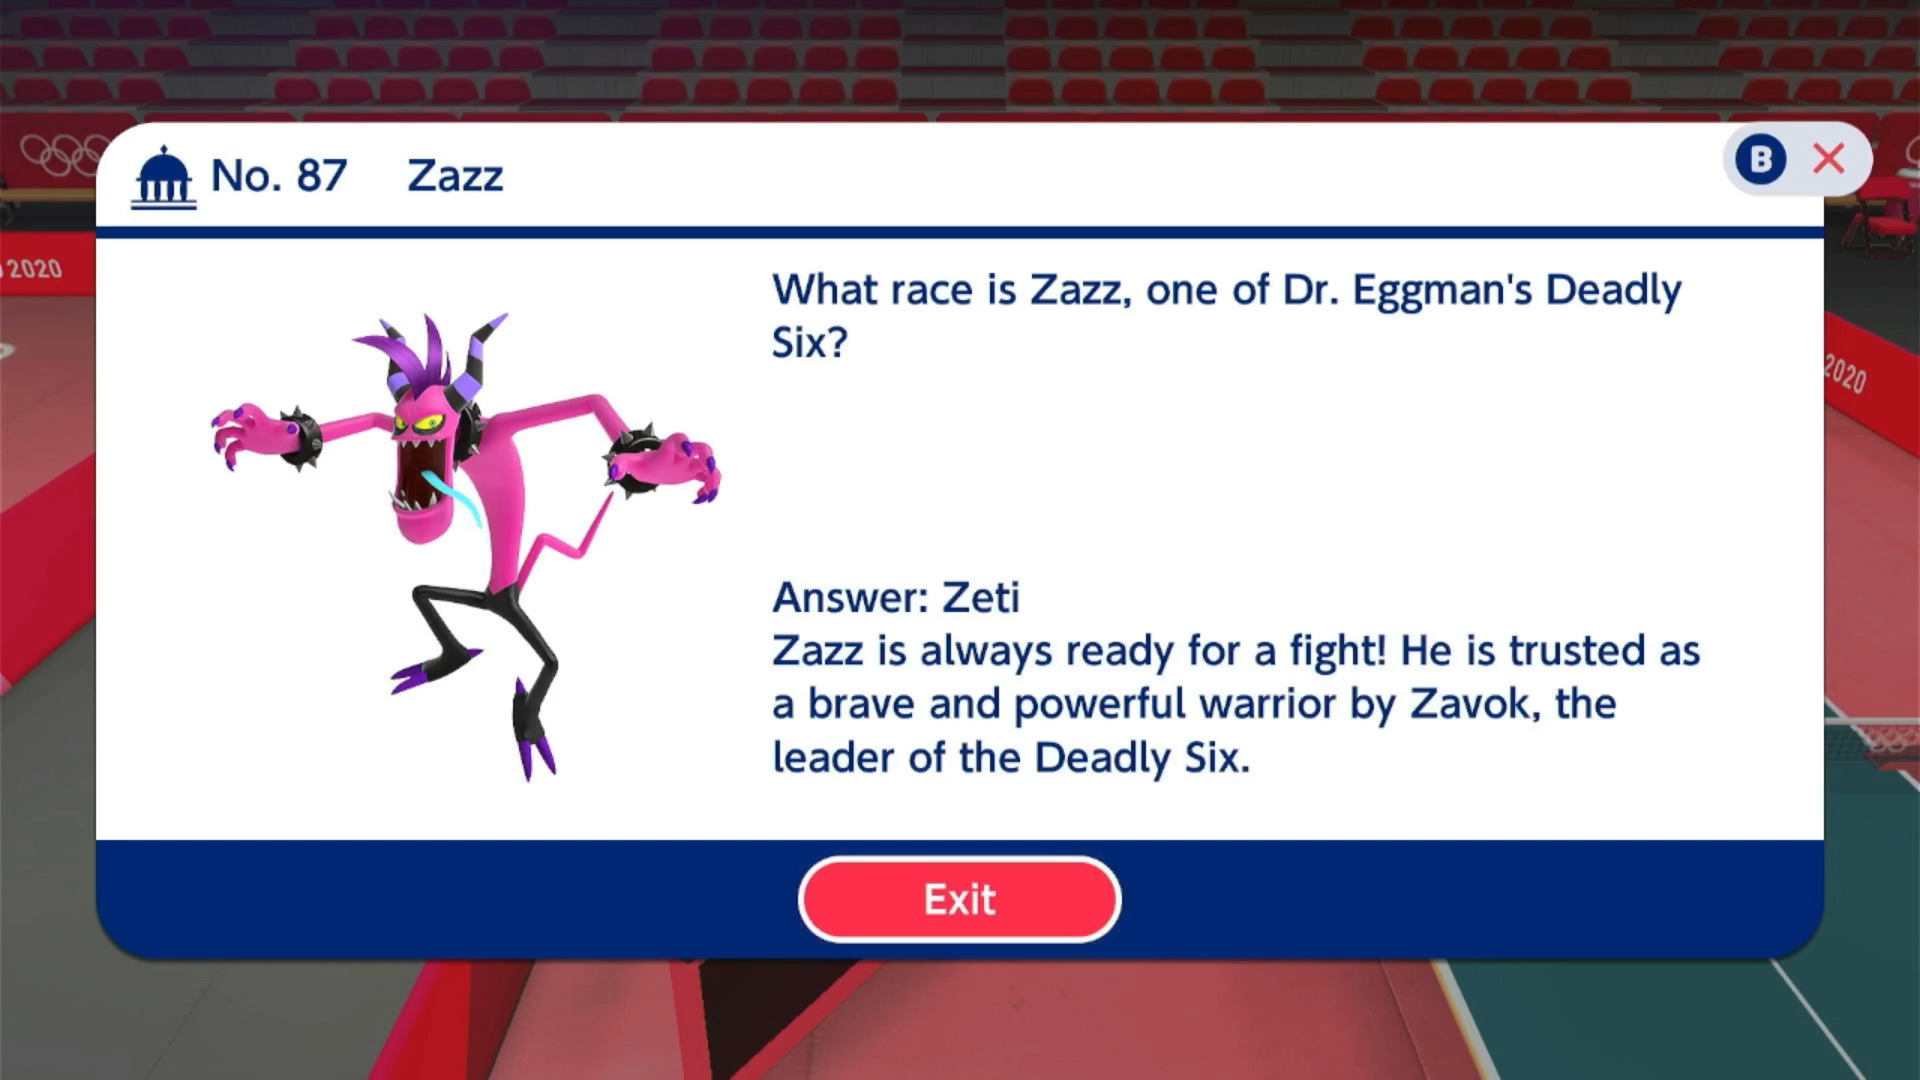 No. 87 Zazz
B
2020
What race is Zazz, one of Dr. Eggman's Deadly
Six?
2020
Answer: Zeti
Zazz is always ready for a fight! He is trusted as
a brave and powerful warrior by Zavok, the
leader of the Deadly Six.
Exit